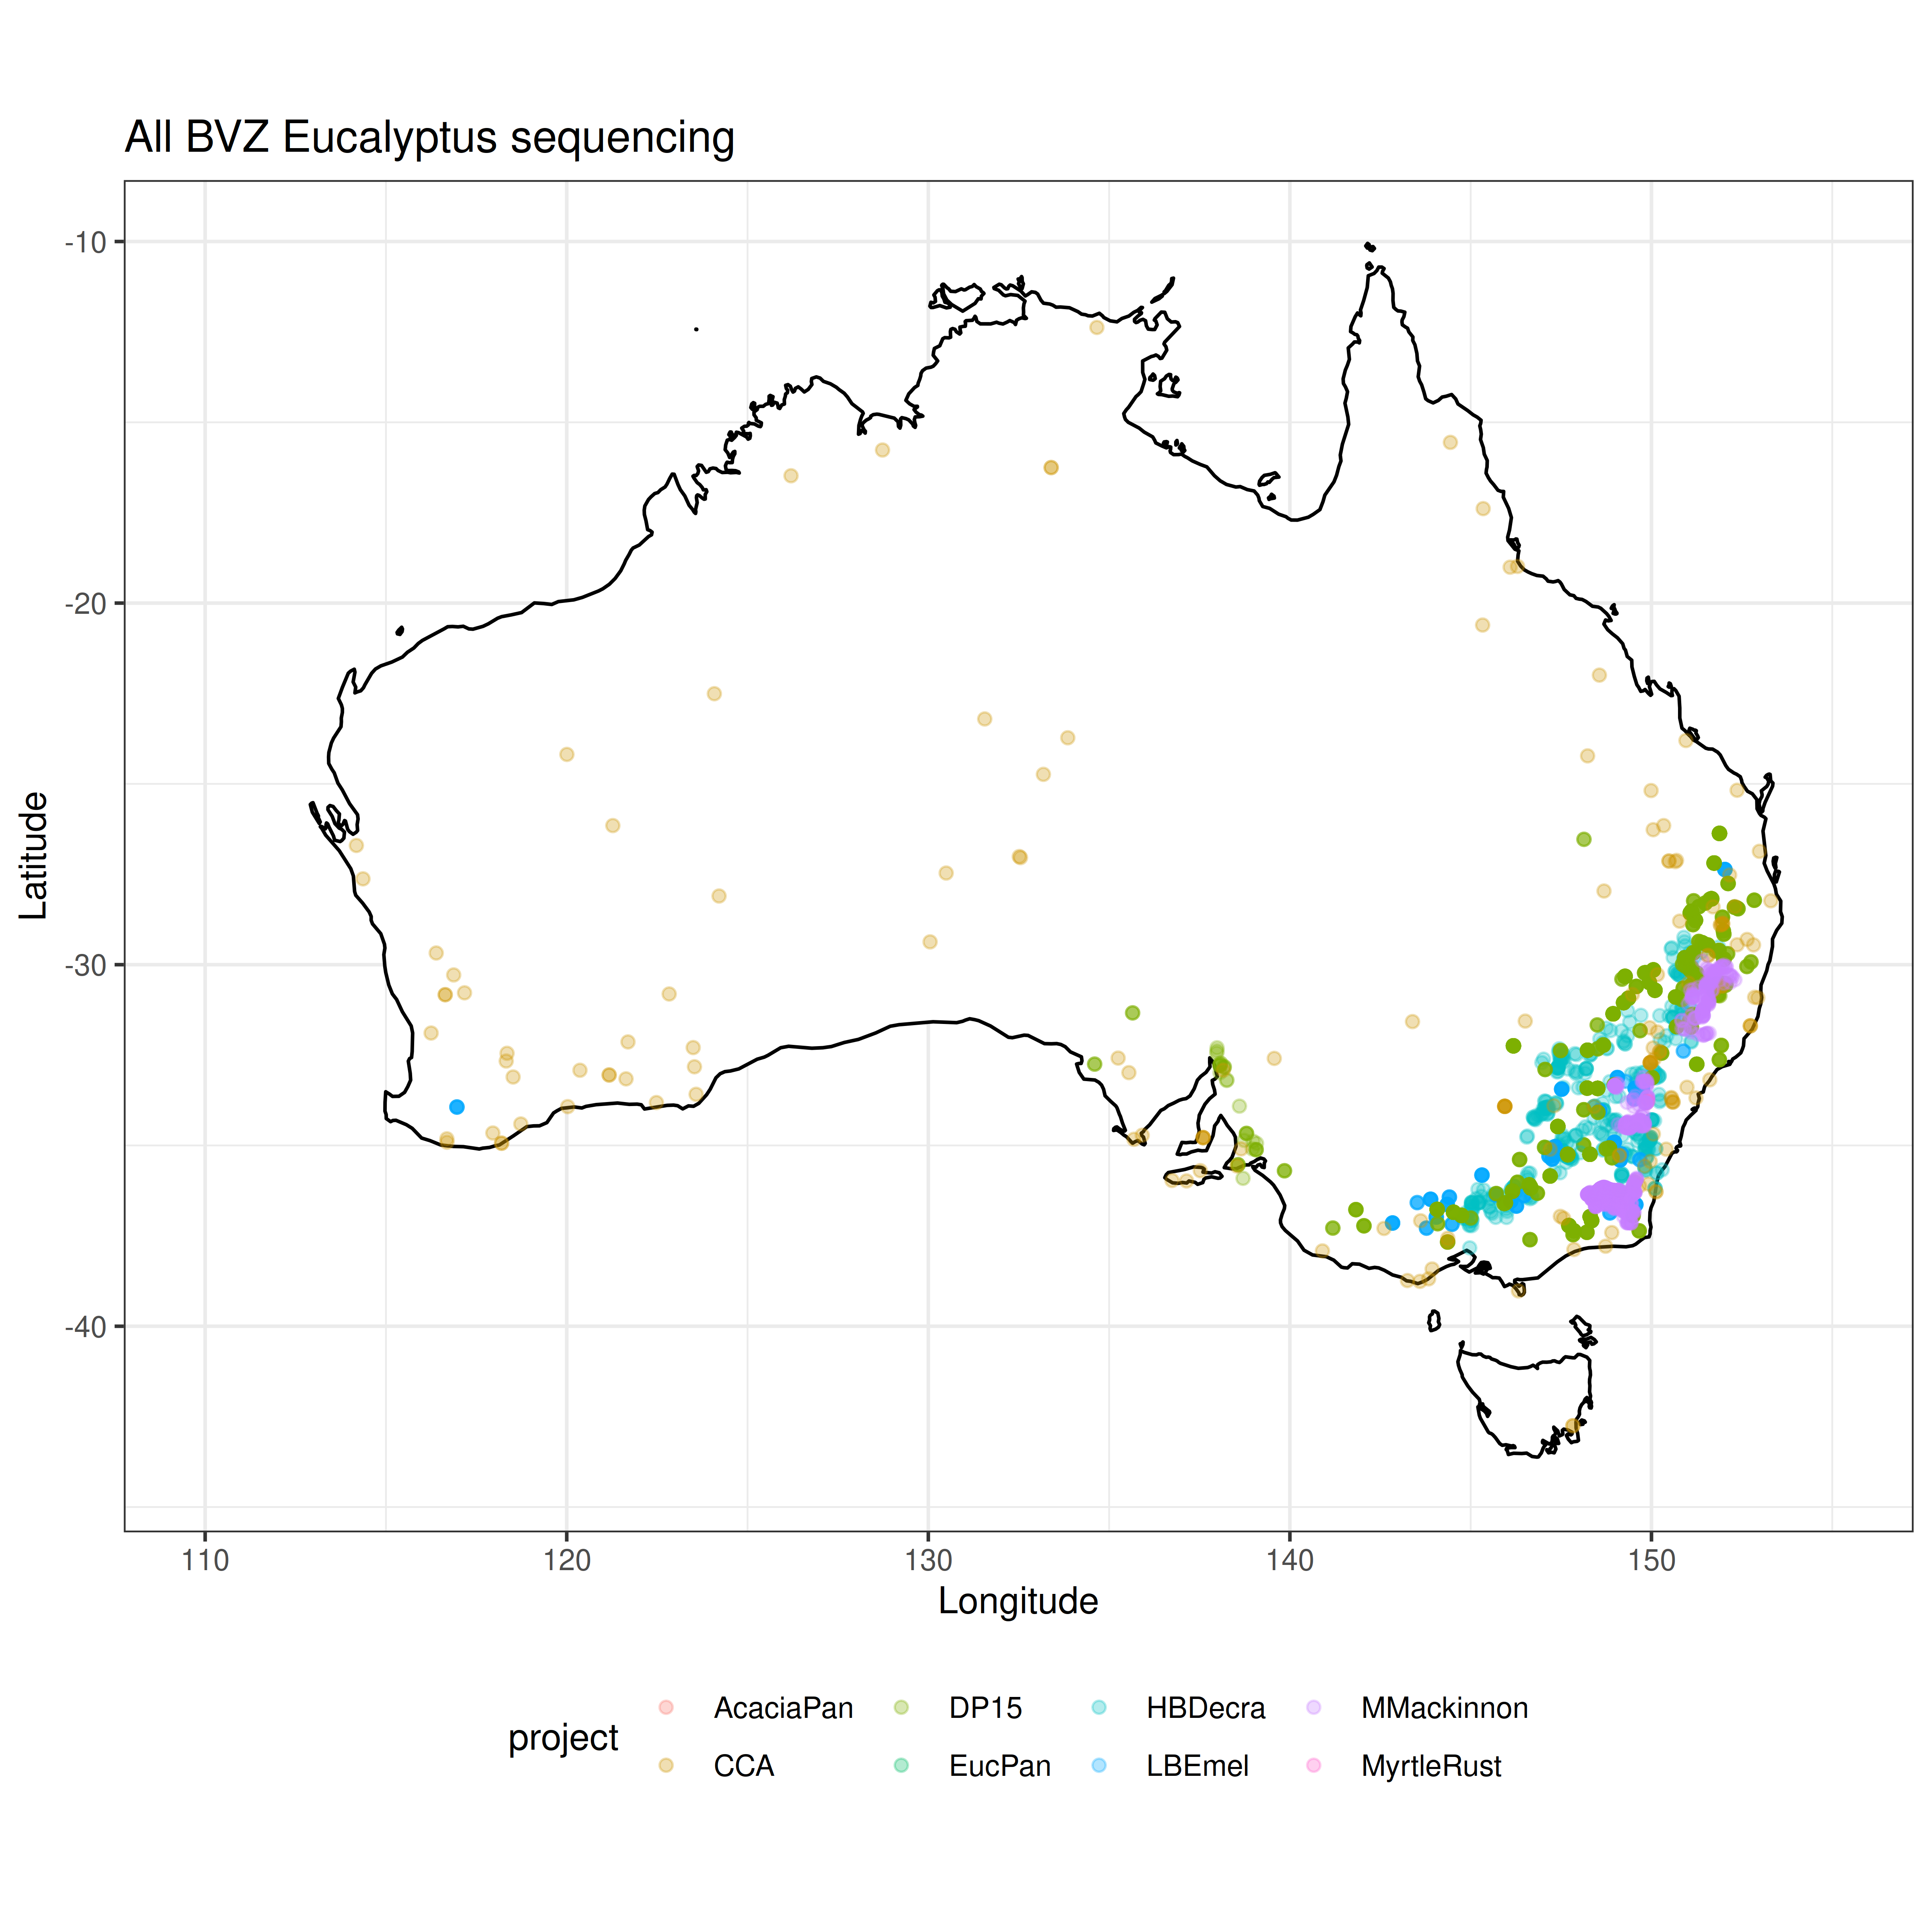 All BVZ Eucalyptus sequencing
-10
-20
-30
-40
Latitude
110 120 130 140 150
Longitude
project
AcaciaPan DP15 HBDecra MMackinnon
CCA EucPan LBEmel MyrtleRust